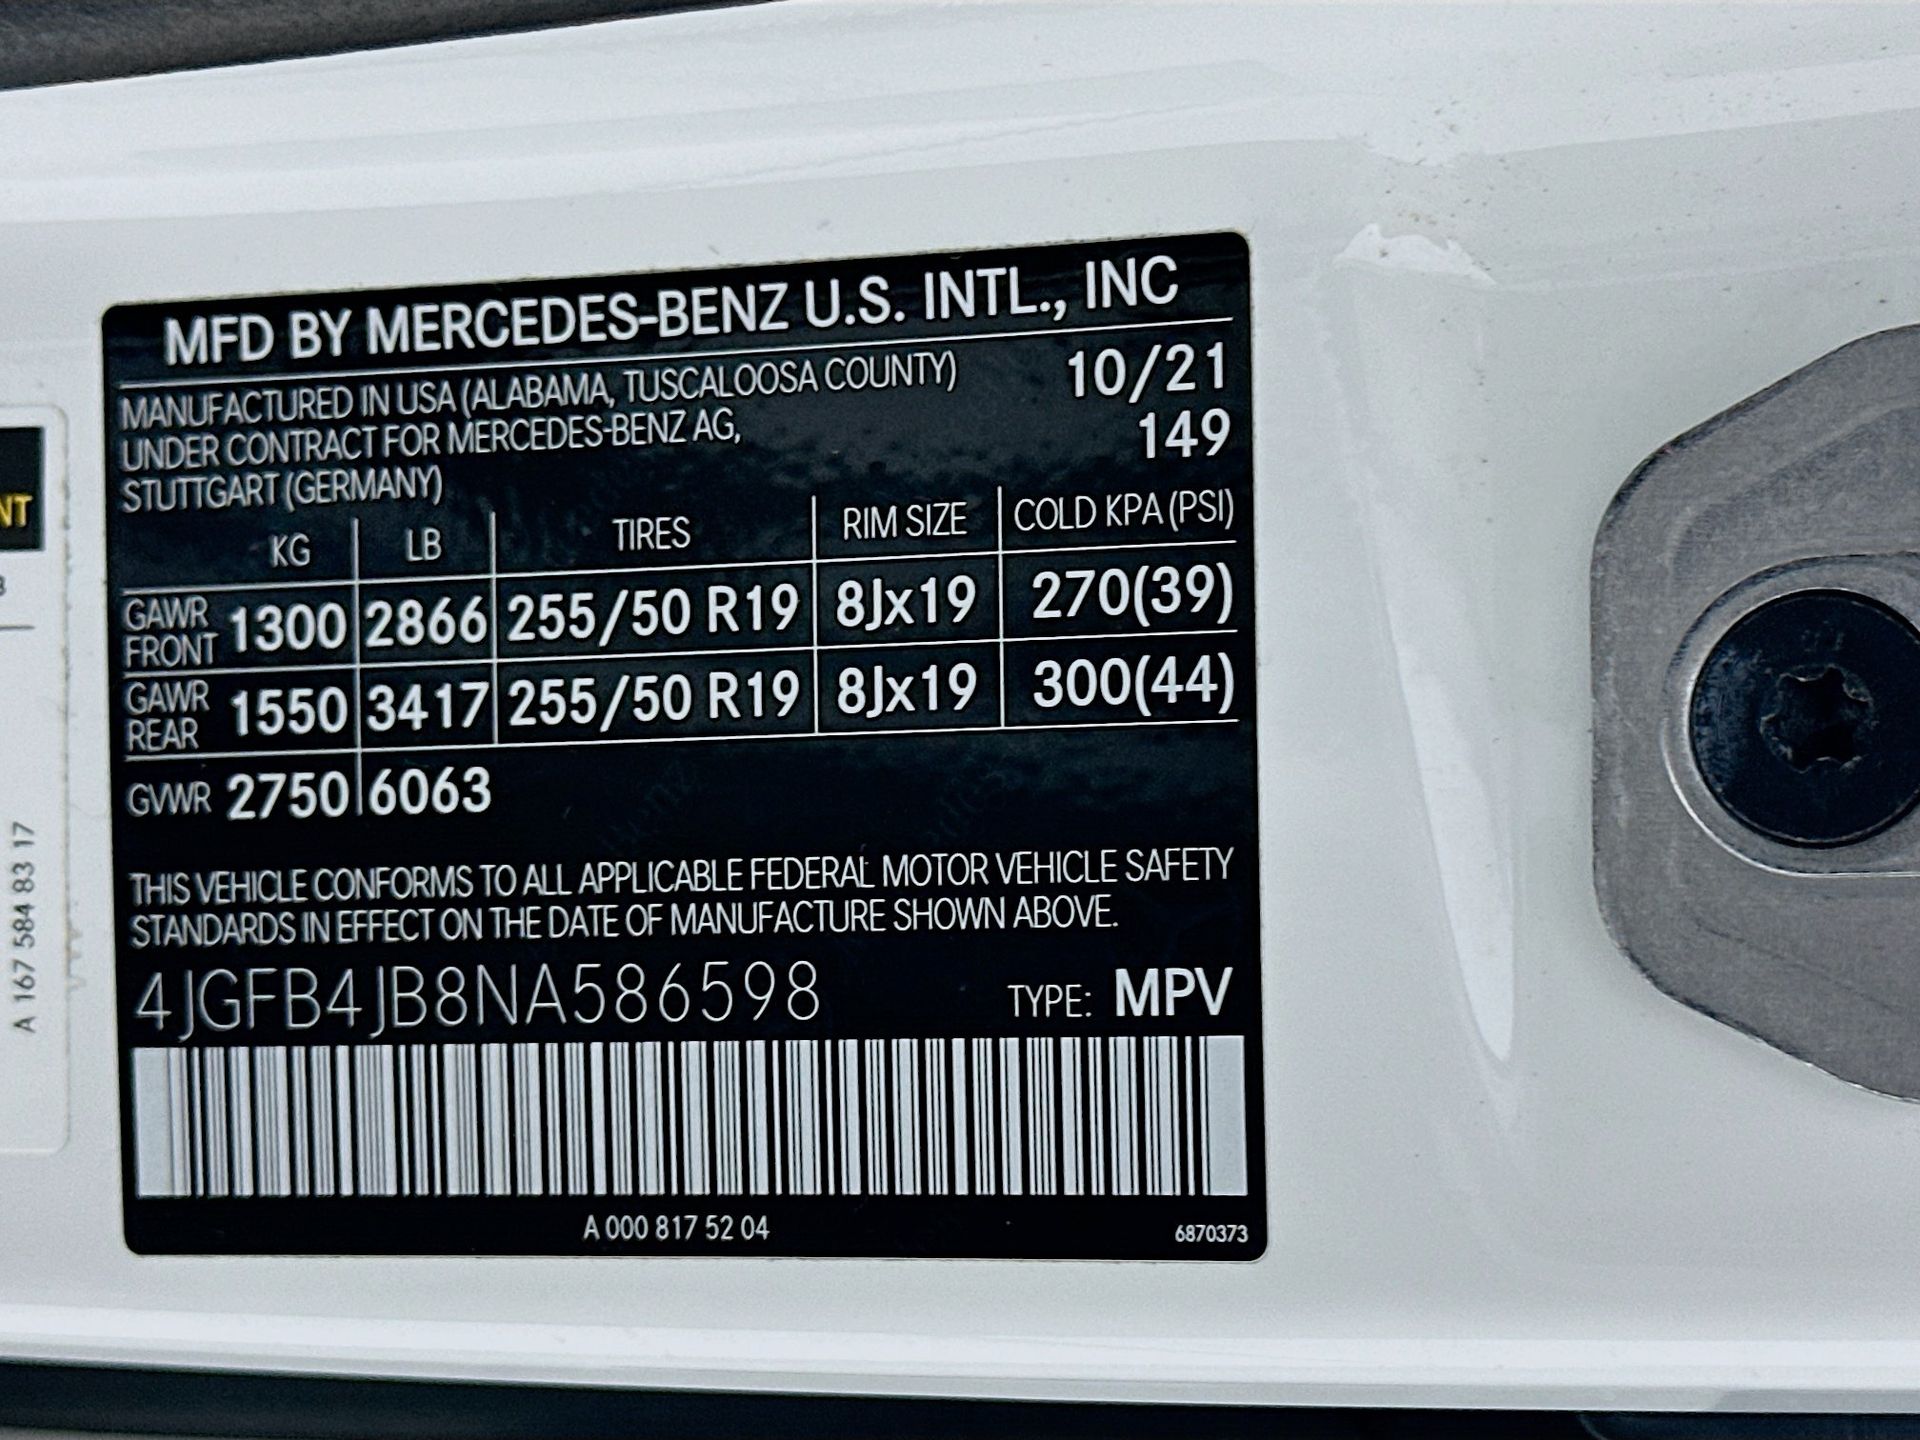 MFD BY MERCEDES-BENZ U.S. INTL., INC
MANUFACTURED IN USA (ALABAMA, TUSCALOOSA COUNTY) 10/21
UNDER CONTRACT FOR MERCEDES-BENZ AG, 149
STUTTGART (GERMANY)
KG LB TIRES RIM SIZE COLD KPA (PSI)
GAWR FRONT 1300 2866 255/50 R19 8Jx19 270(39)
GAWR REAR 1550 3417 255/50 R19 8Jx19 300(44)
GVWR 2750 6063
THIS VEHICLE CONFORMS TO ALL APPLICABLE FEDERAL MOTOR VEHICLE SAFETY
STANDARDS IN EFFECT ON THE DATE OF MANUFACTURE SHOWN ABOVE.
4JGFB4JB8NA586598 TYPE: MPV
A 000 817 52 04 6870373
NT
A 167 584 83 17